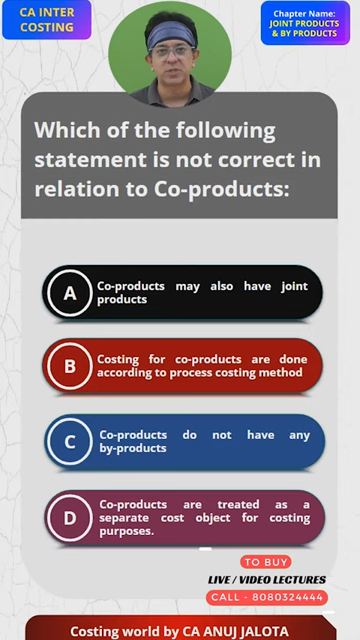 CA INTER
COSTING
Chapter Name:
JOINT PRODUCTS
& BY PRODUCTS
Which of the following
statement is not correct in
relation to Co-products:
A
Co-products may also have joint
products
B
Costing for co-products are done
according to process costing method
C
Co-products do not have any
by-products
D
Co-products are treated as a
separate cost object for costing
purposes.
TO BUY
LIVE / VIDEO LECTURES
CALL - 8080324444
Costing world by CA ANUJ JALOTA